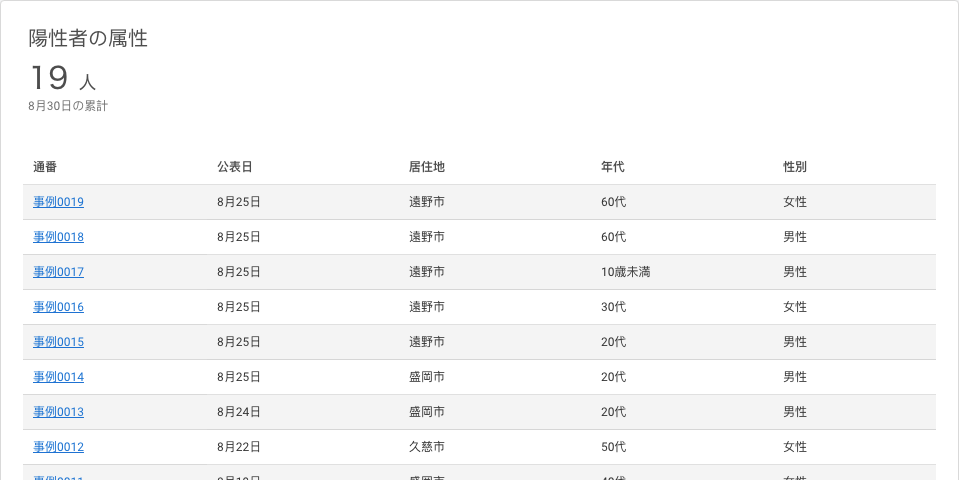 陽性者の属性
19 人
8月30日の累計
通番 公表日 居住地 年代 性別
事例0019 8月25日 遠野市 60代 女性
事例0018 8月25日 遠野市 60代 男性
事例0017 8月25日 遠野市 10歳未満 男性
事例0016 8月25日 遠野市 30代 女性
事例0015 8月25日 遠野市 20代 男性
事例0014 8月25日 盛岡市 20代 男性
事例0013 8月24日 盛岡市 20代 男性
事例0012 8月22日 久慈市 50代 女性